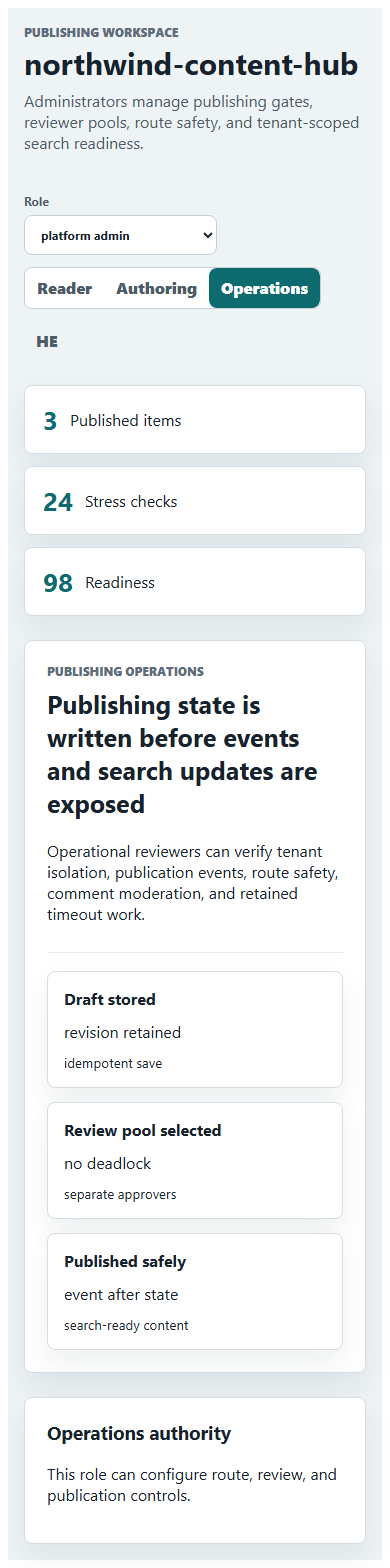 PUBLISHING WORKSPACE
northwind-content-hub
Administrators manage publishing gates,
reviewer pools, route safety, and tenant-scoped
search readiness.
Role
platform admin
Reader Authoring Operations
HE
3 Published items
24 Stress checks
98 Readiness
PUBLISHING OPERATIONS
Publishing state is
written before events
and search updates are
exposed
Operational reviewers can verify tenant
isolation, publication events, route safety,
comment moderation, and retained
timeout work.
Draft stored
revision retained
idempotent save
Review pool selected
no deadlock
separate approvers
Published safely
event after state
search-ready content
Operations authority
This role can configure route, review, and
publication controls.